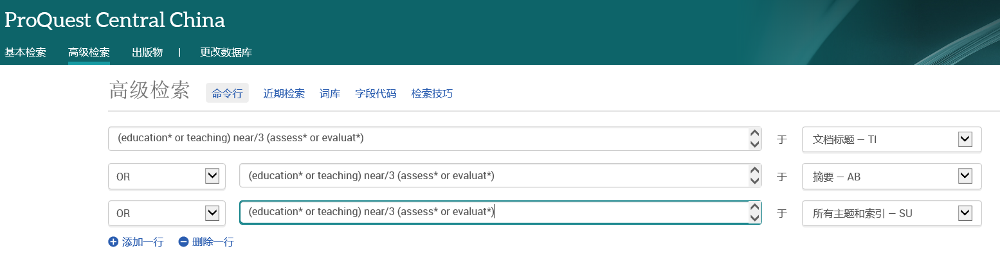 ProQuest Central China
基本检索 高级检索 出版物 | 更改数据库
高级检索 命令行 近期检索 词库 字段代码 检索技巧
(education* or teaching) near/3 (assess* or evaluat*) 于 文档标题 – TI
OR (education* or teaching) near/3 (assess* or evaluat*) 于 摘要 – AB
OR (education* or teaching) near/3 (assess* or evaluat*) 于 所有主题和索引 – SU
添加一行 删除一行